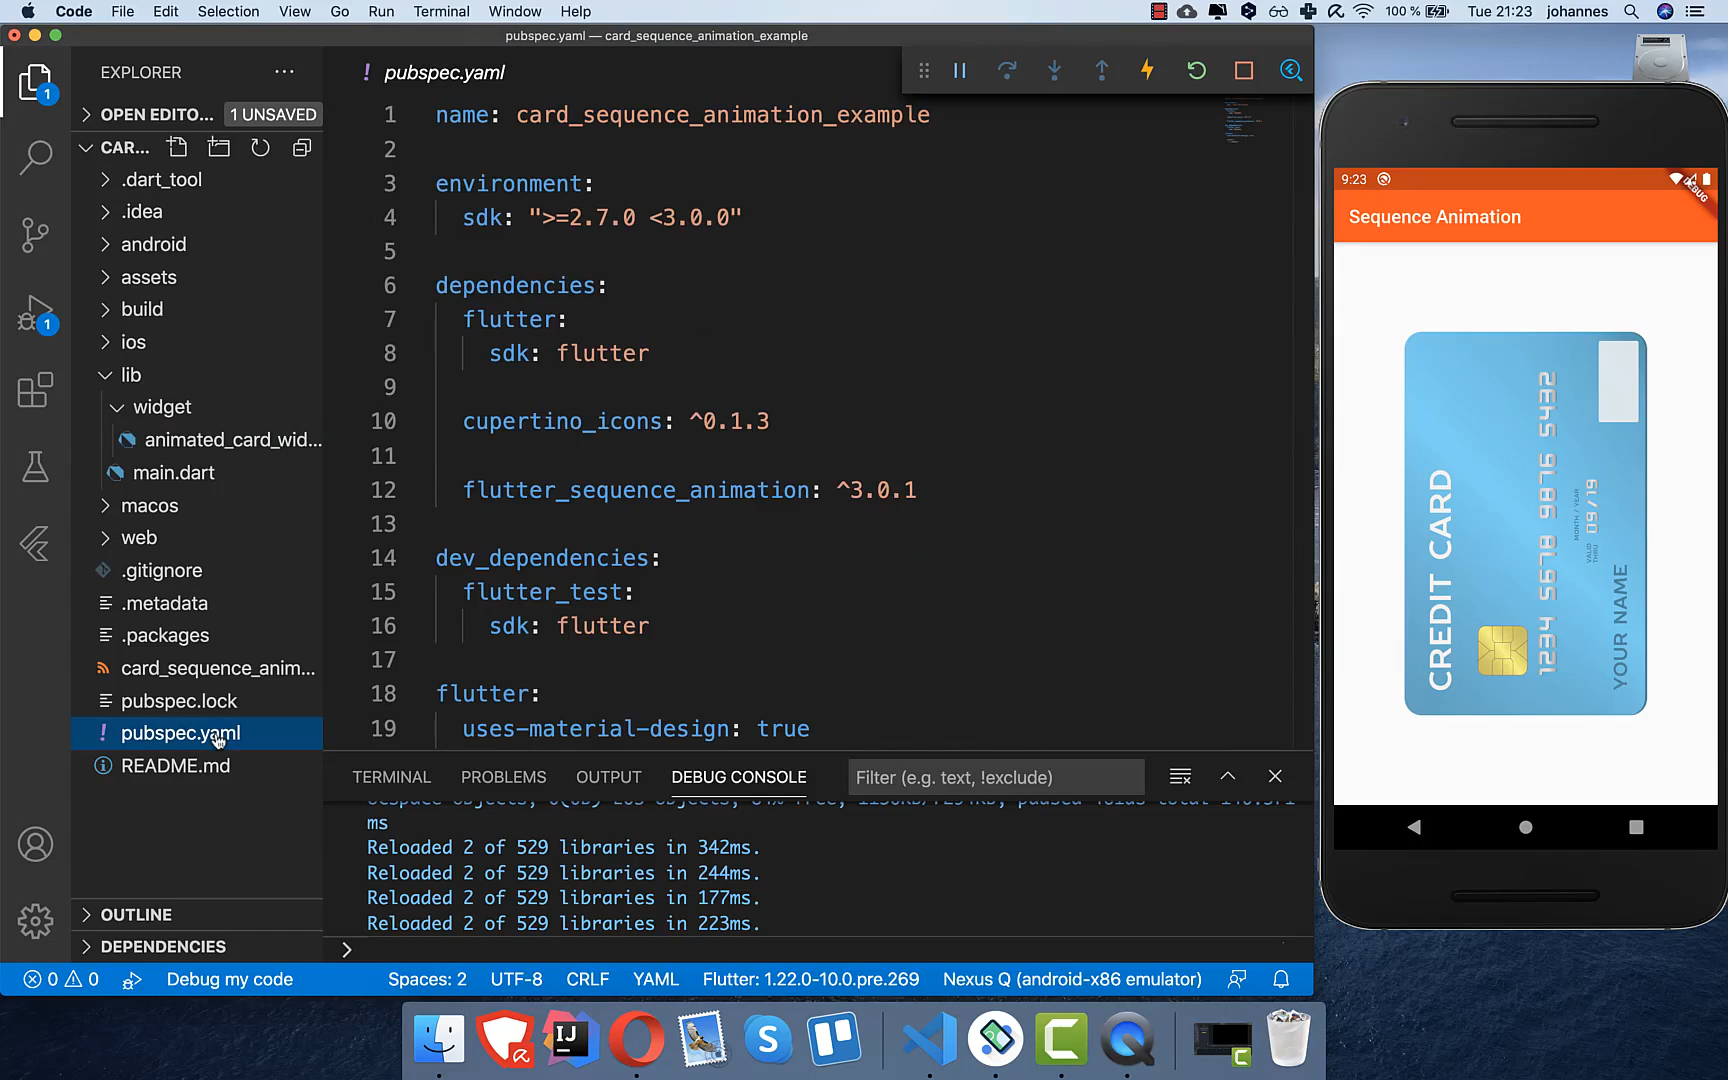 Code File Edit Selection View Go Run Terminal Window Help
100 % Tue 21:23 johannes
pubspec.yaml — card_sequence_animation_example
EXPLORER
OPEN EDITO... 1 UNSAVED
CAR...
.dart_tool
.idea
android
assets
build
ios
lib
widget
animated_card_wid...
main.dart
macos
web
.gitignore
.metadata
.packages
card_sequence_anim...
pubspec.lock
! pubspec.yaml
README.md
OUTLINE
DEPENDENCIES
1
1
! pubspec.yaml
1 name: card_sequence_animation_example
2
3 environment:
4 sdk: ">=2.7.0 <3.0.0"
5
6 dependencies:
7 flutter:
8 sdk: flutter
9
10 cupertino_icons: ^0.1.3
11
12 flutter_sequence_animation: ^3.0.1
13
14 dev_dependencies:
15 flutter_test:
16 sdk: flutter
17
18 flutter:
19 uses-material-design: true
TERMINAL PROBLEMS OUTPUT DEBUG CONSOLE Filter (e.g. text, !exclude)
ms
Reloaded 2 of 529 libraries in 342ms.
Reloaded 2 of 529 libraries in 244ms.
Reloaded 2 of 529 libraries in 177ms.
Reloaded 2 of 529 libraries in 223ms.
>
0 0 Debug my code Spaces: 2 UTF-8 CRLF YAML Flutter: 1.22.0-10.0.pre.269 Nexus Q (android-x86 emulator)
9:23
DEBUG
Sequence Animation
CREDIT CARD
1234 5678 9876 5432
MONTH / YEAR
VALID THRU 09/19
YOUR NAME